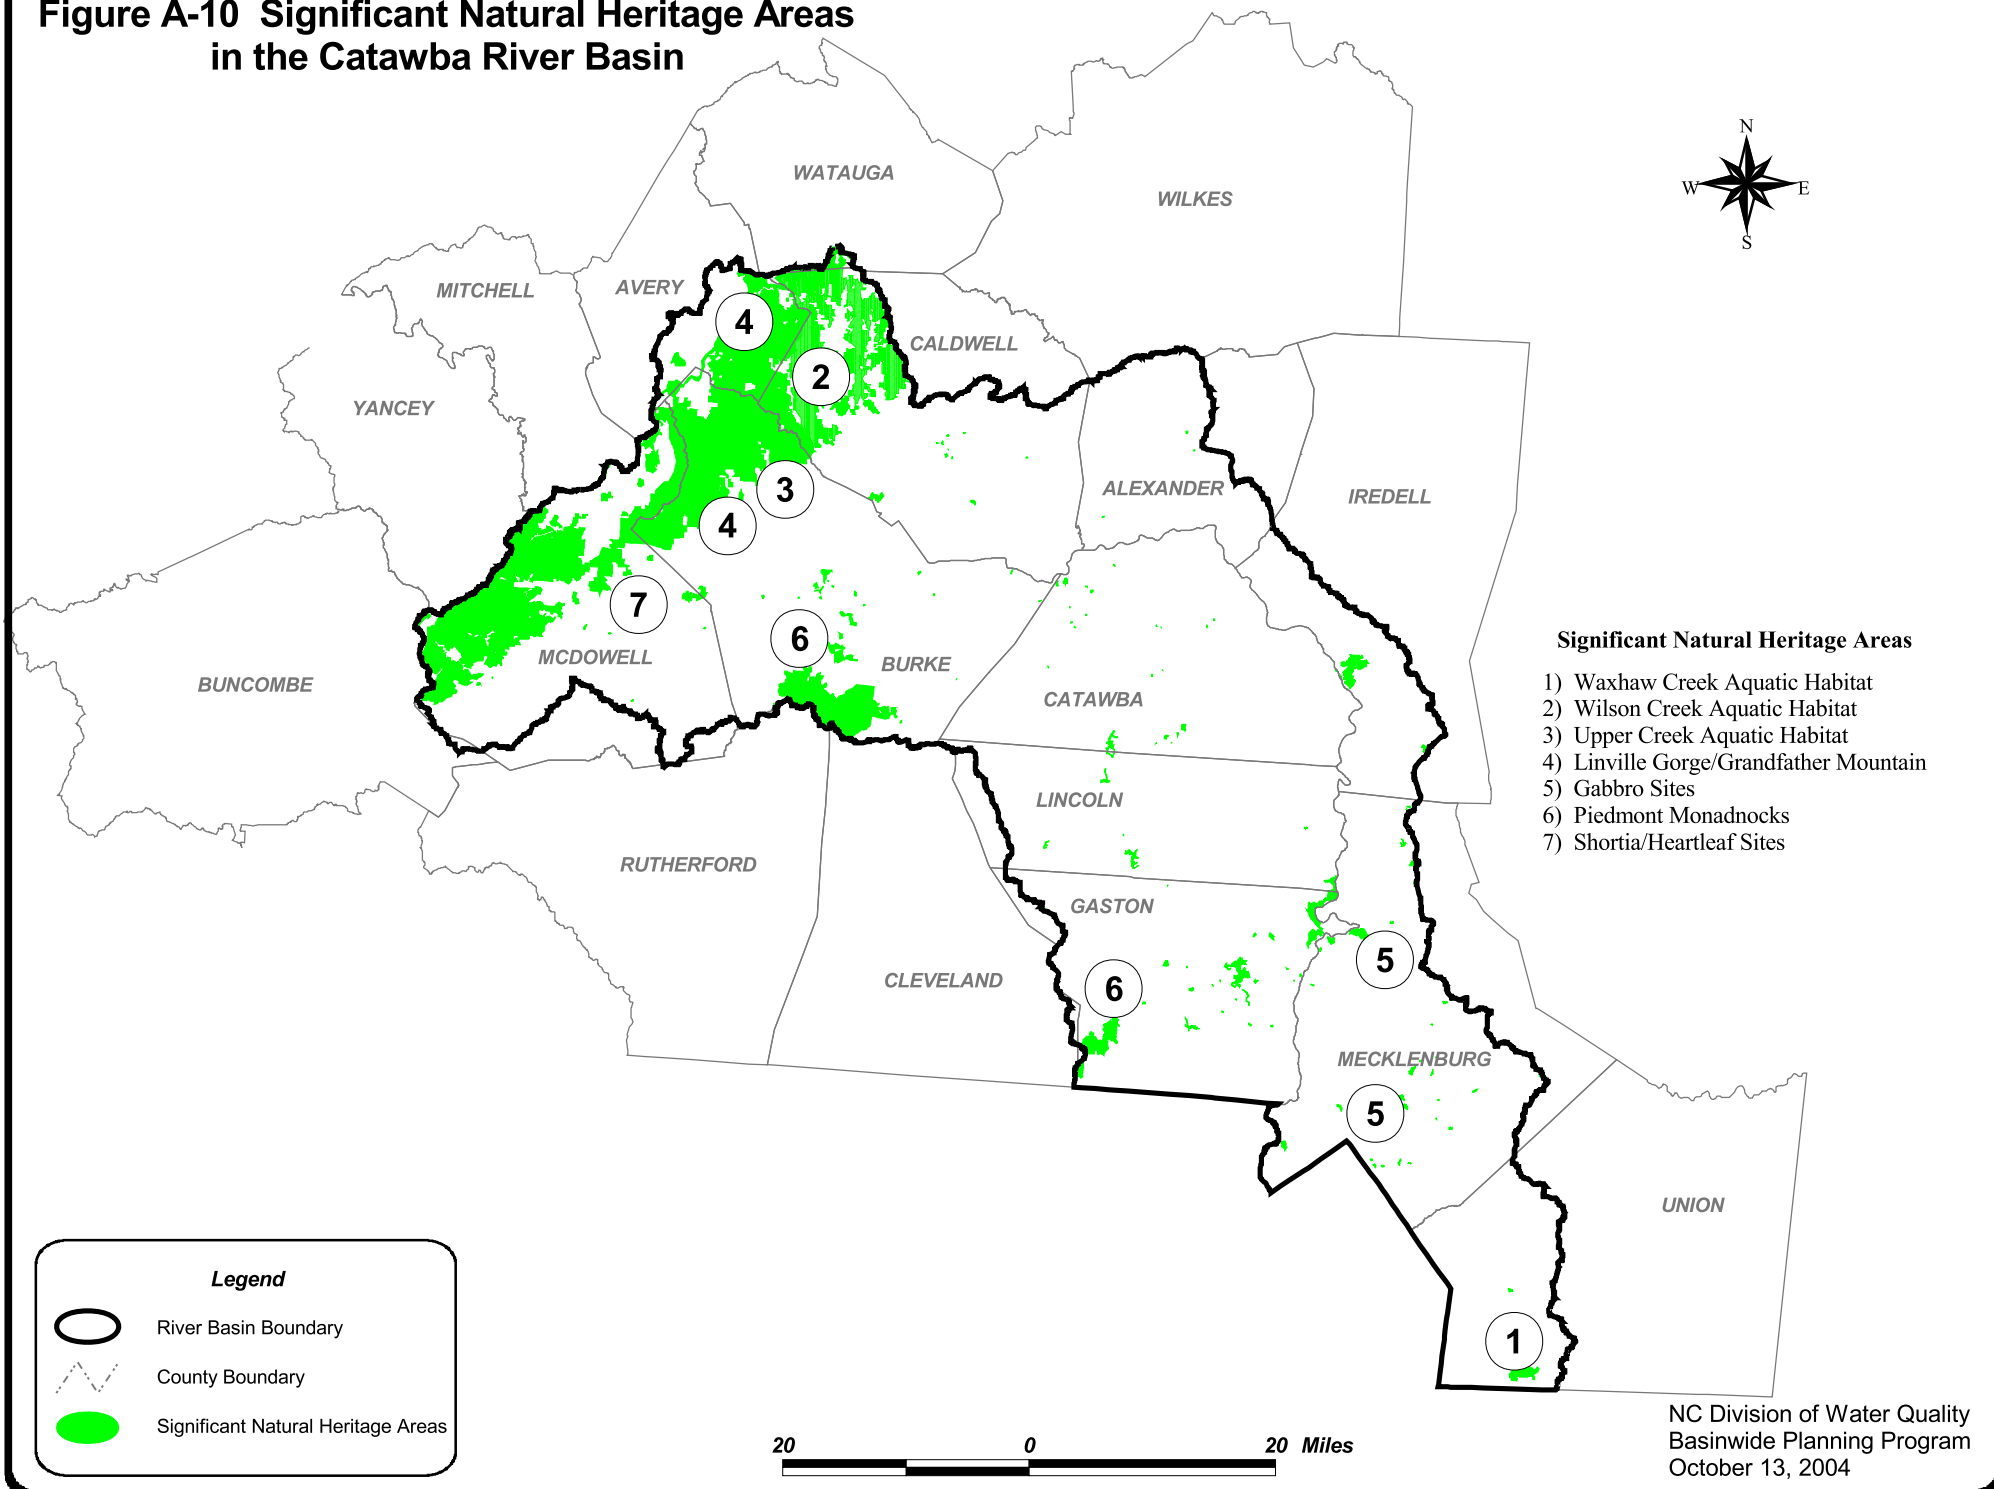 Figure A-10 Significant Natural Heritage Areas
in the Catawba River Basin
N
W
E
S
WATAUGA
WILKES
MITCHELL
AVERY
4
CALDWELL
2
YANCEY
3
ALEXANDER
IREDELL
4
7
6
MCDOWELL
BURKE
BUNCOMBE
CATAWBA
LINCOLN
RUTHERFORD
GASTON
CLEVELAND
5
6
MECKLENBURG
5
UNION
1
Significant Natural Heritage Areas
1) Waxhaw Creek Aquatic Habitat
2) Wilson Creek Aquatic Habitat
3) Upper Creek Aquatic Habitat
4) Linville Gorge/Grandfather Mountain
5) Gabbro Sites
6) Piedmont Monadnocks
7) Shortia/Heartleaf Sites
Legend
River Basin Boundary
County Boundary
Significant Natural Heritage Areas
20 0 20 Miles
NC Division of Water Quality
Basinwide Planning Program
October 13, 2004